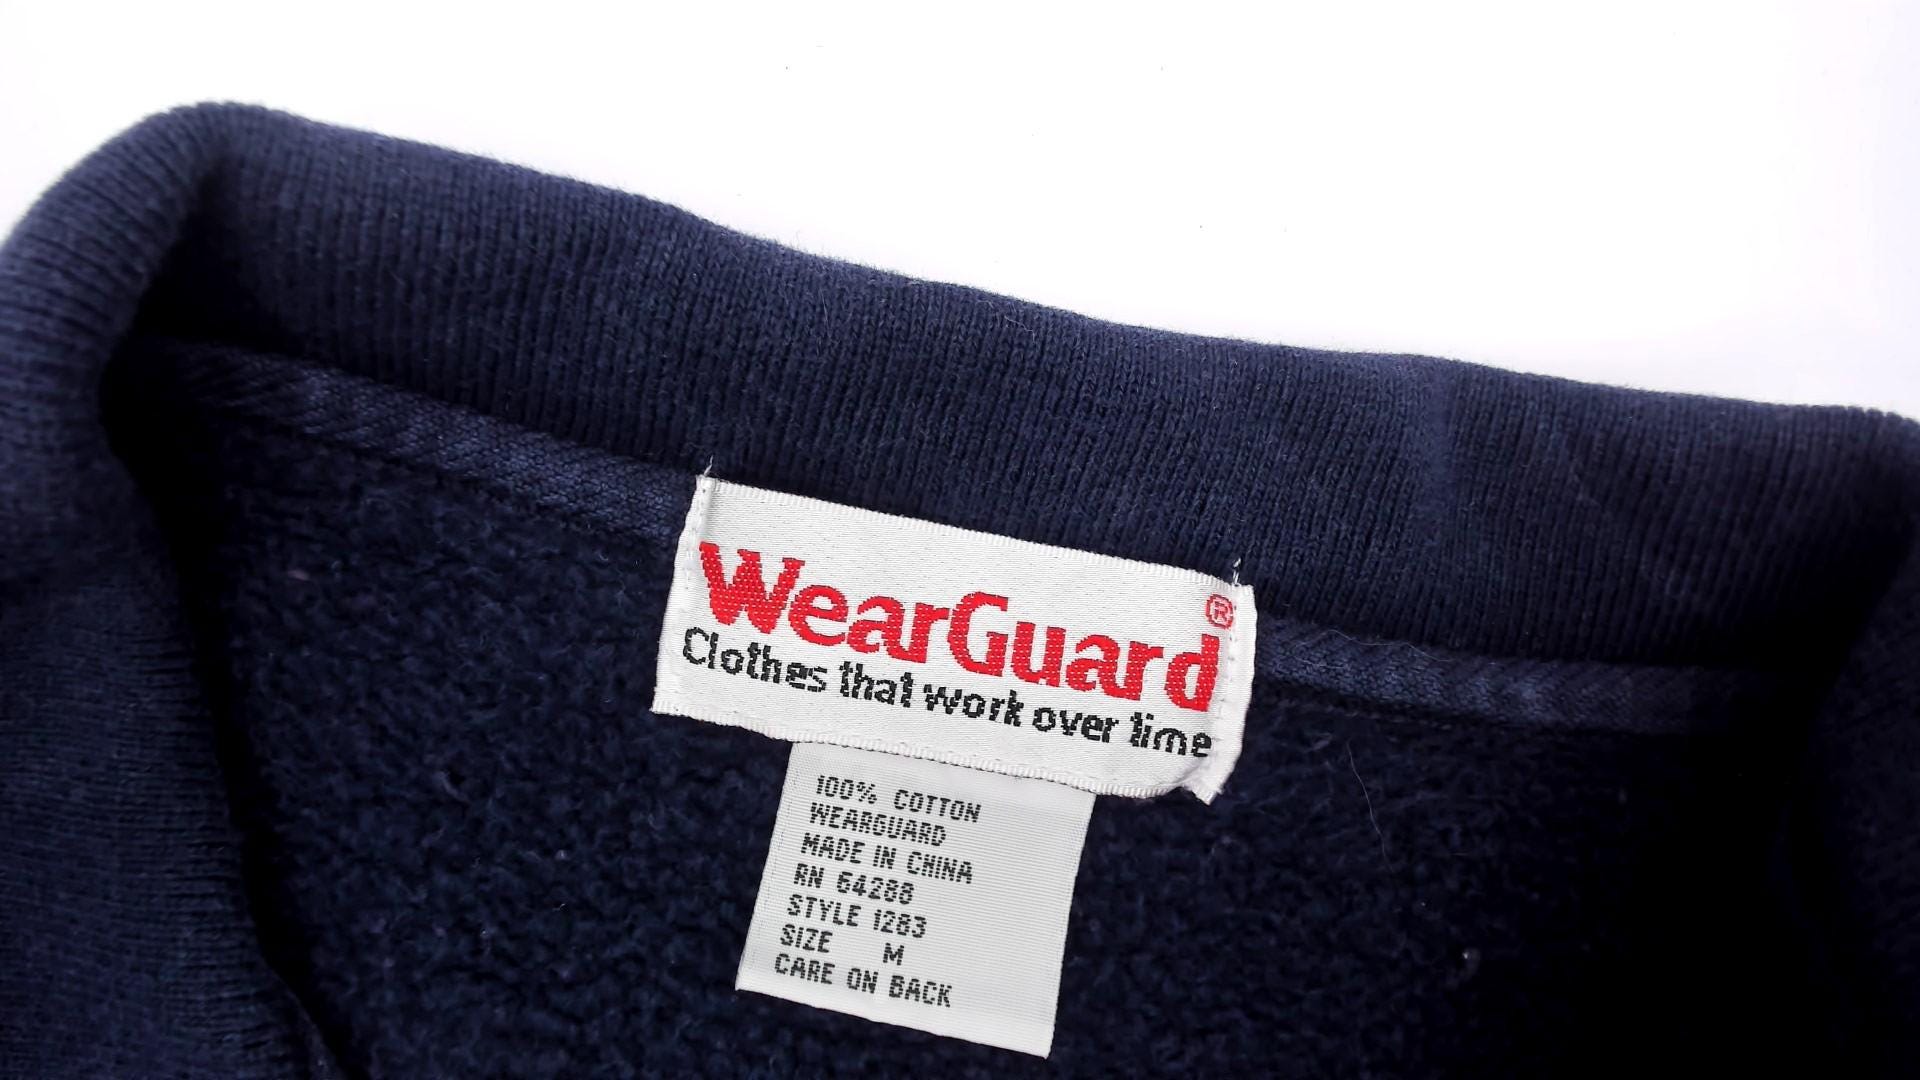 WearGuard®
Clothes that work over time
100% COTTON
WEARGUARD
MADE IN CHINA
RN 64288
STYLE 1283
SIZE M
CARE ON BACK